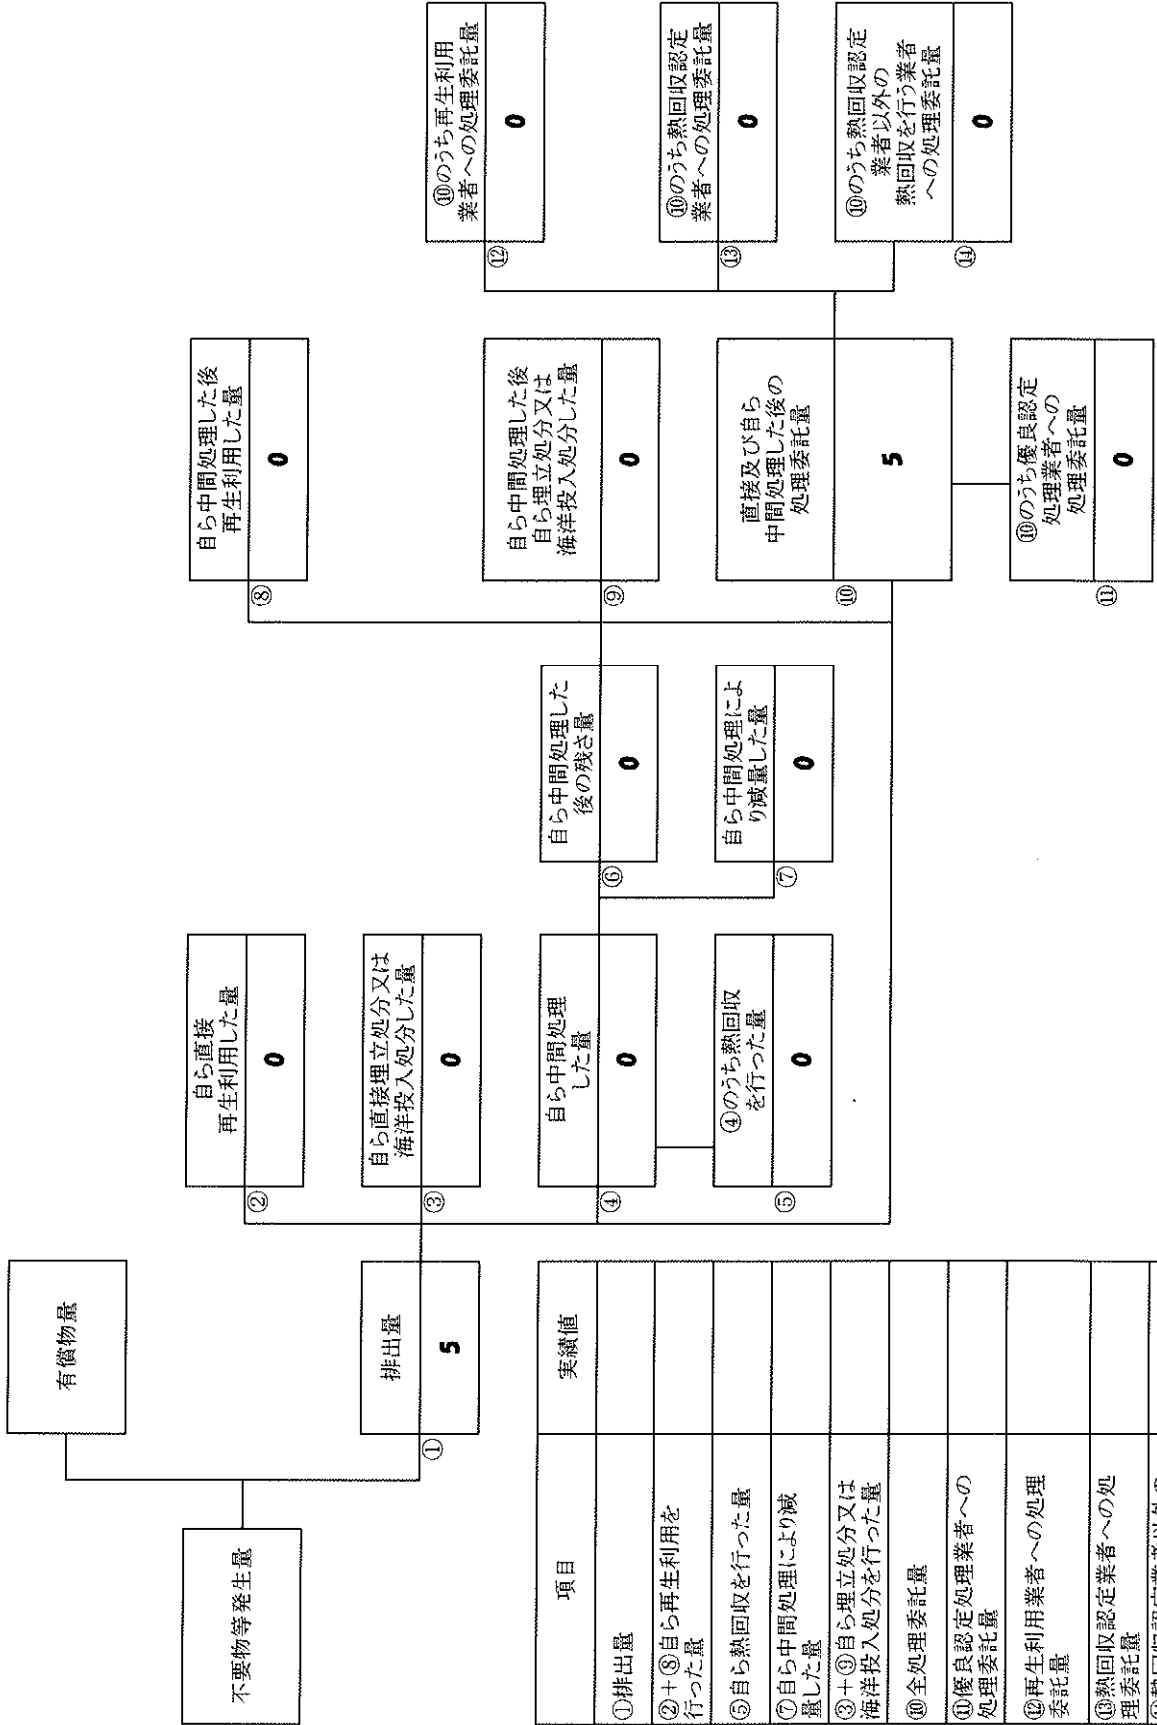 不要物等発生量
有償物量
①
排出量
5
②
自ら直接
再生利用した量
0
③
自ら直接埋立処分又は
海洋投入処分した量
0
④
自ら中間処理
した量
0
⑤
④のうち熱回収
を行った量
0
⑥
自ら中間処理した
後の残さ量
0
⑦
自ら中間処理によ
り減量した量
0
⑧
自ら中間処理した後
再生利用した量
0
⑨
自ら中間処理した後
自ら埋立処分又は
海洋投入処分した量
0
⑩
直接及び自ら
中間処理した後の
処理委託量
5
⑪
⑩のうち優良認定
処理業者への
処理委託量
0
⑫
⑩のうち再生利用
業者への処理委託量
0
⑬
⑩のうち熱回収認定
業者への処理委託量
0
⑭
⑩のうち熱回収認定
業者以外の
熱回収を行う業者
への処理委託量
0
項目
実績値
①排出量
②+⑧自ら再生利用を
行った量
⑤自ら熱回収を行った量
⑦自ら中間処理により減
量した量
③+⑨自ら埋立処分又は
海洋投入処分を行った量
⑩全処理委託量
⑪優良認定処理業者への
処理委託量
⑫再生利用業者への処理
委託量
⑬熱回収認定業者への処
理委託量